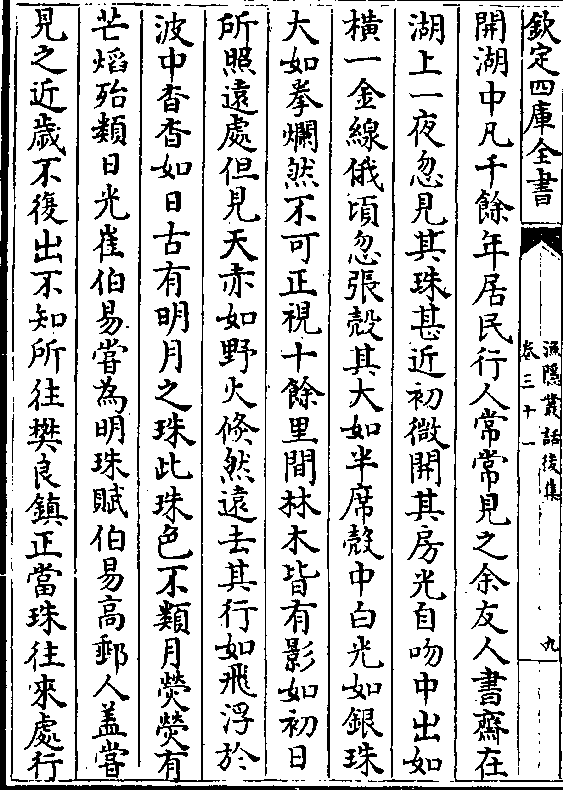 欽定四庫全書
漁隱叢話後集
卷三十一
九
開湖中凡千餘年居民行人常常見之余友人書齋在
湖上一夜忽見其珠甚近初微開其房光自吻中出如
橫一金線俄頃忽張殼其大如半席殼中白光如銀珠
大如拳爛然不可正視十餘里間林木皆有影如初日
所照遠處但見天赤如野火倏然遠去其行如飛浮於
波中杳杳如日古有明月之珠此珠色不類月熒熒有
芒熖殆類日光崔伯易嘗為明珠賦伯易高郵人盖嘗
見之近歲不復出不知所往樊良鎮正當珠往來處行